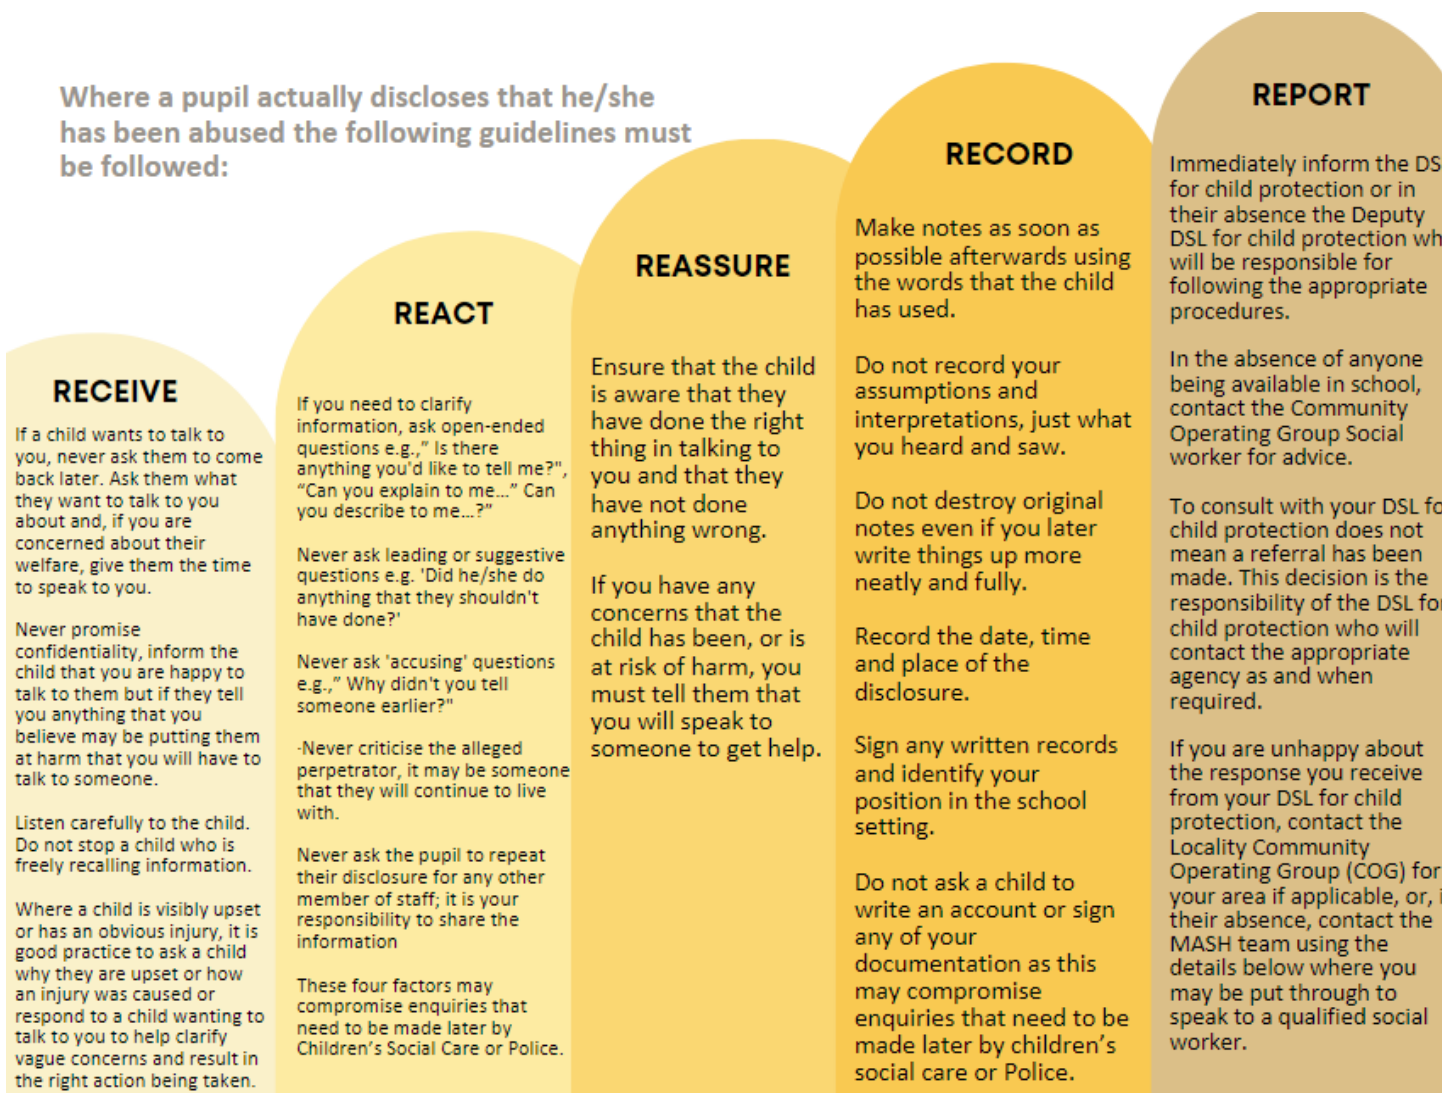 Where a pupil actually discloses that he/she
has been abused the following guidelines must
be followed:
RECEIVE
If a child wants to talk to
you, never ask them to come
back later. Ask them what
they want to talk to you
about and, if you are
concerned about their
welfare, give them the time
to speak to you.
Never promise
confidentiality, inform the
child that you are happy to
talk to them but if they tell
you anything that you
believe may be putting them
at harm that you will have to
talk to someone.
Listen carefully to the child.
Do not stop a child who is
freely recalling information.
Where a child is visibly upset
or has an obvious injury, it is
good practice to ask a child
why they are upset or how
an injury was caused or
respond to a child wanting to
talk to you to help clarify
vague concerns and result in
the right action being taken.
REACT
If you need to clarify
information, ask open-ended
questions e.g.,” Is there
anything you'd like to tell me?",
“Can you explain to me…” Can
you describe to me…?”
Never ask leading or suggestive
questions e.g. 'Did he/she do
anything that they shouldn't
have done?'
Never ask 'accusing' questions
e.g.,” Why didn't you tell
someone earlier?"
-Never criticise the alleged
perpetrator, it may be someone
that they will continue to live
with.
Never ask the pupil to repeat
their disclosure for any other
member of staff; it is your
responsibility to share the
information
These four factors may
compromise enquiries that
need to be made later by
Children’s Social Care or Police.
REASSURE
Ensure that the child
is aware that they
have done the right
thing in talking to
you and that they
have not done
anything wrong.
If you have any
concerns that the
child has been, or is
at risk of harm, you
must tell them that
you will speak to
someone to get help.
RECORD
Make notes as soon as
possible afterwards using
the words that the child
has used.
Do not record your
assumptions and
interpretations, just what
you heard and saw.
Do not destroy original
notes even if you later
write things up more
neatly and fully.
Record the date, time
and place of the
disclosure.
Sign any written records
and identify your
position in the school
setting.
Do not ask a child to
write an account or sign
any of your
documentation as this
may compromise
enquiries that need to be
made later by children’s
social care or Police.
REPORT
Immediately inform the DS
for child protection or in
their absence the Deputy
DSL for child protection wh
will be responsible for
following the appropriate
procedures.
In the absence of anyone
being available in school,
contact the Community
Operating Group Social
worker for advice.
To consult with your DSL fo
child protection does not
mean a referral has been
made. This decision is the
responsibility of the DSL for
child protection who will
contact the appropriate
agency as and when
required.
If you are unhappy about
the response you receive
from your DSL for child
protection, contact the
Locality Community
Operating Group (COG) for
your area if applicable, or, i
their absence, contact the
MASH team using the
details below where you
may be put through to
speak to a qualified social
worker.